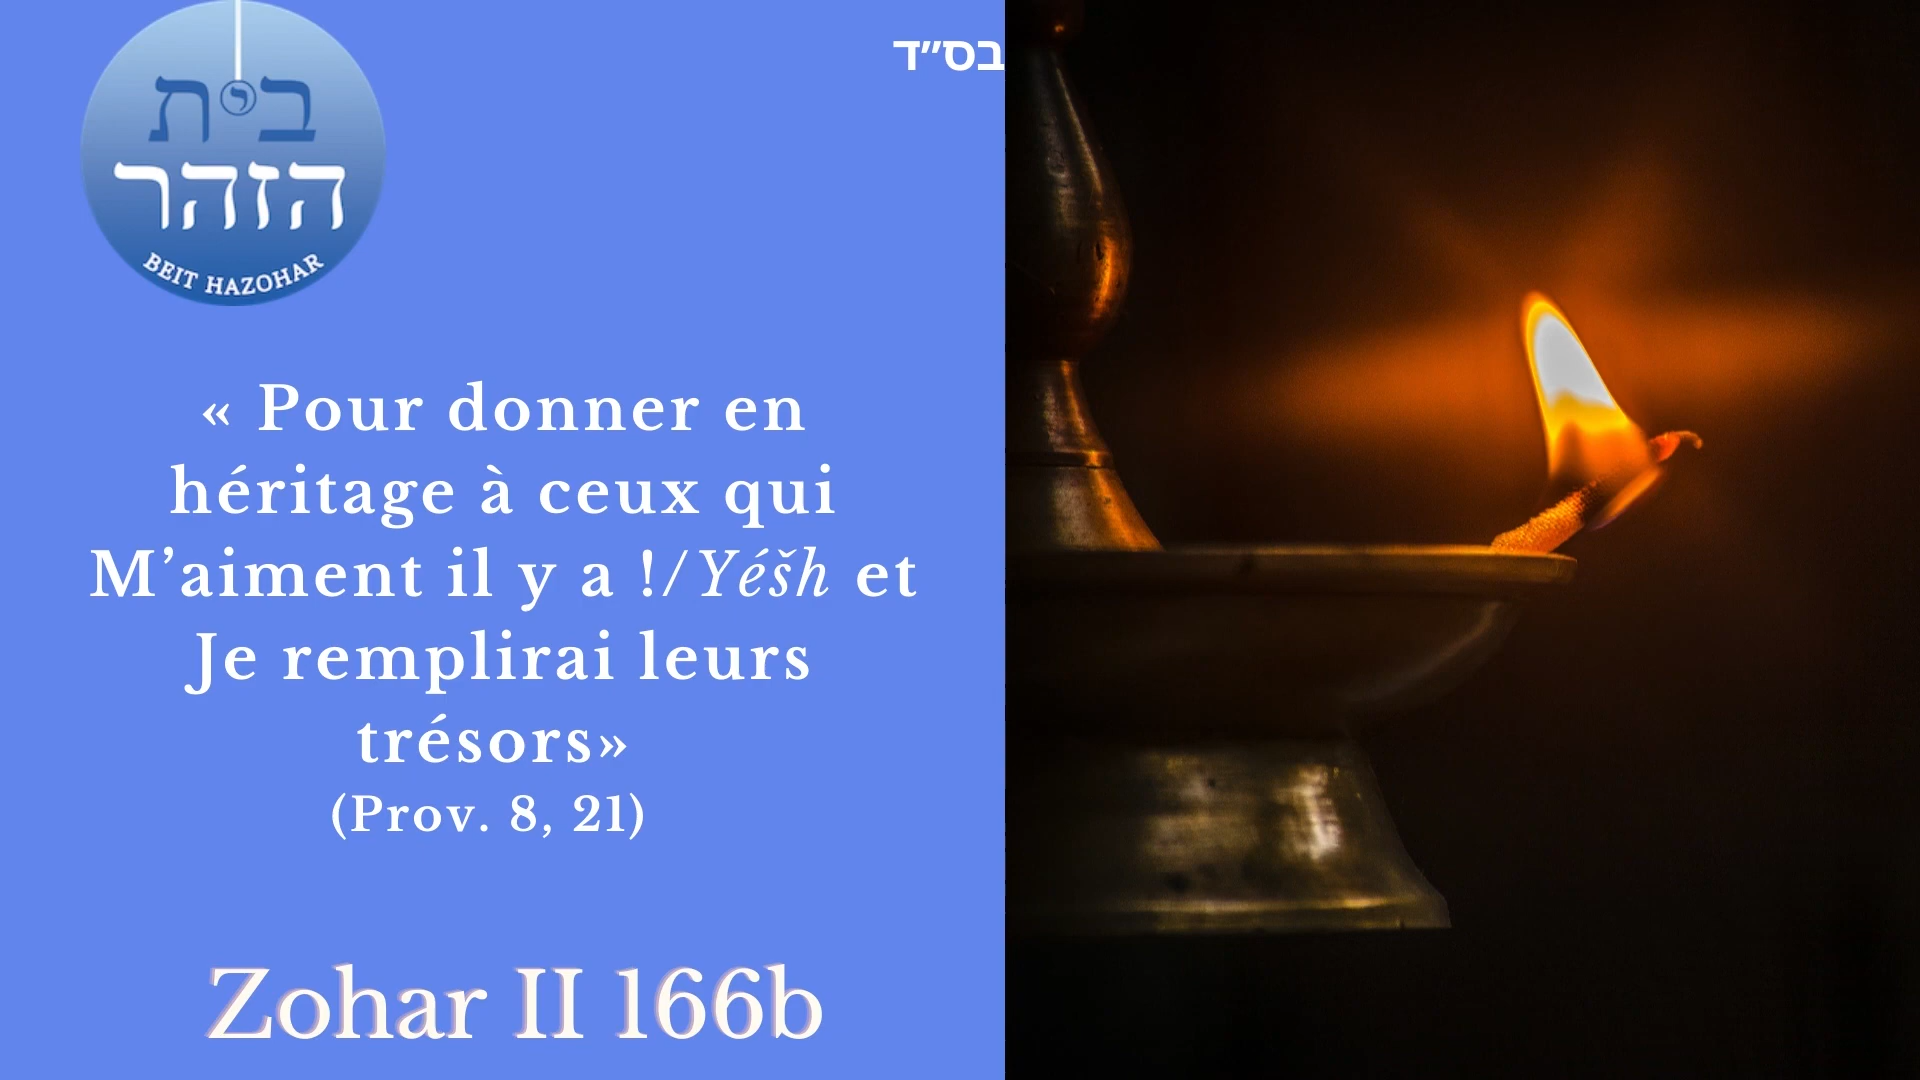 בס״ד
בית
הזהר
BEIT HAZOHAR
« Pour donner en
héritage à ceux qui
M’aiment il y a !/Yéšh et
Je remplirai leurs
trésors»
(Prov. 8, 21)
Zohar II 166b